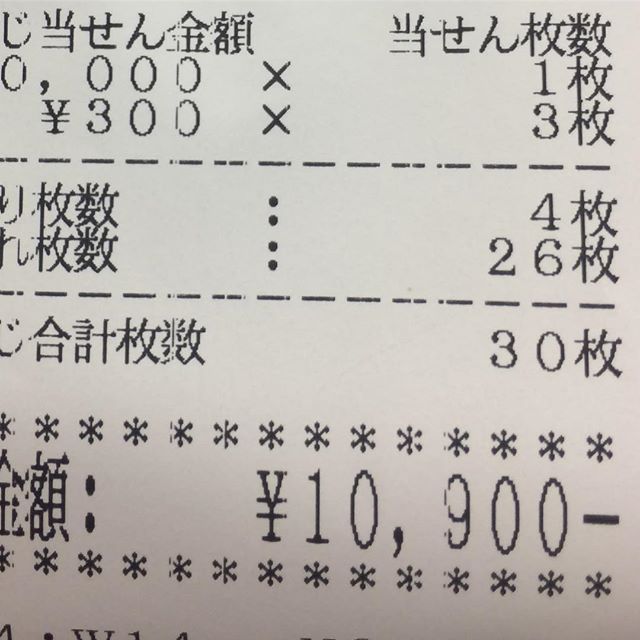 じ当せん金額 当せん枚数
0,000 × 1枚
¥300 × 3枚
り枚数 : 4枚
れ枚数 : 26枚
じ合計枚数 30枚
**************
金額: ¥10,900-
**************